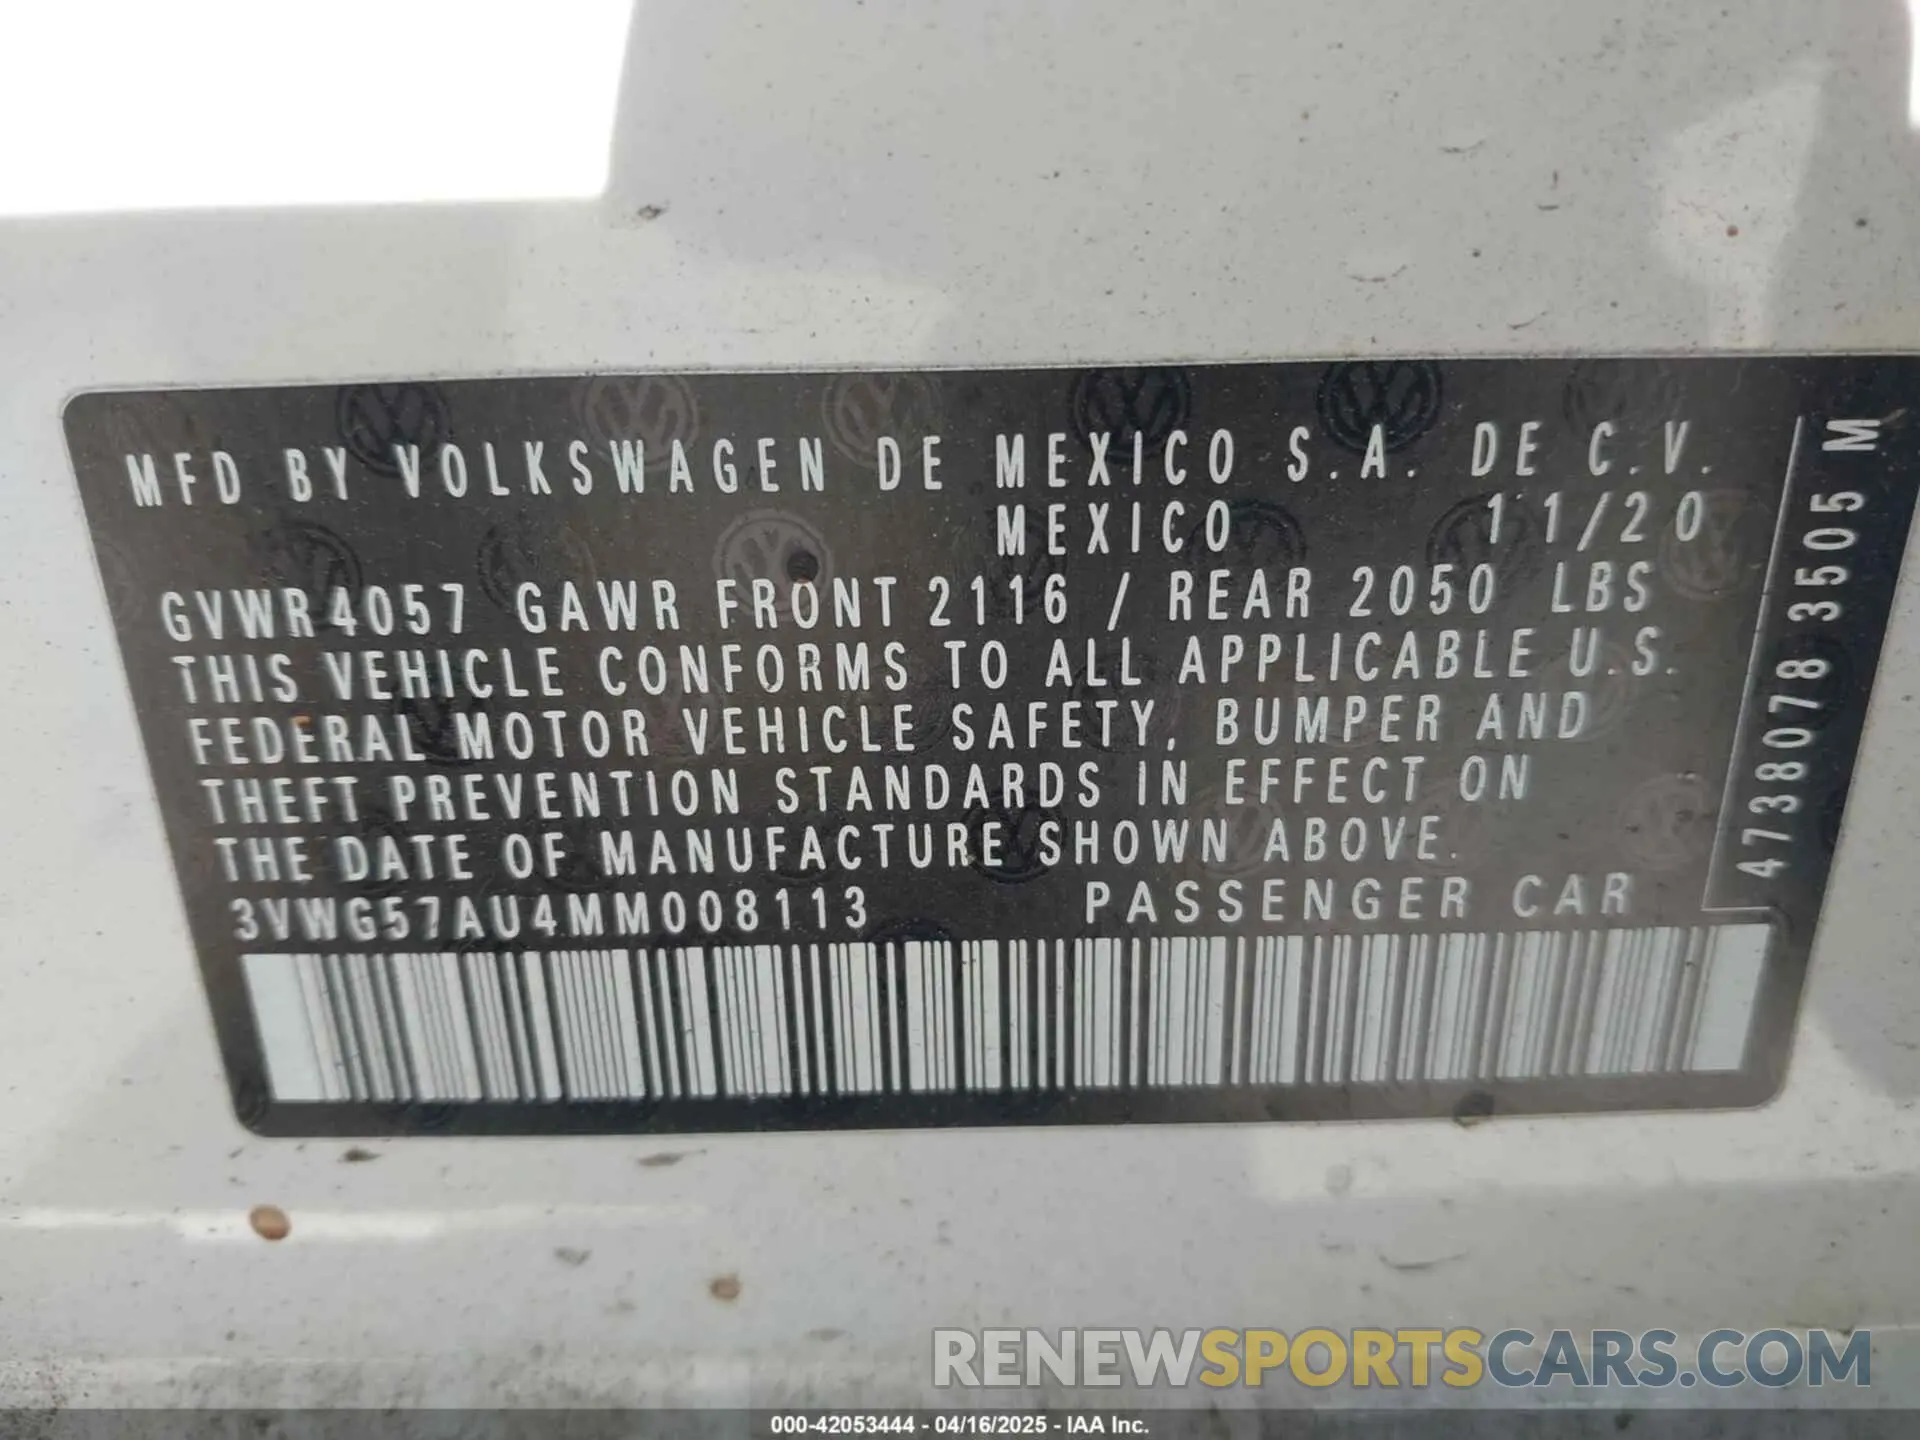 MFD BY VOLKSWAGEN DE MEXICO S.A. DE C.V.
MEXICO 11/20
GVWR 4057 GAWR FRONT 2116 / REAR 2050 LBS
THIS VEHICLE CONFORMS TO ALL APPLICABLE U.S.
FEDERAL MOTOR VEHICLE SAFETY, BUMPER AND
THEFT PREVENTION STANDARDS IN EFFECT ON
THE DATE OF MANUFACTURE SHOWN ABOVE.
3VWG57AU4MM008113 PASSENGER CAR
4738078 3505 M
RENEWSPORTSCARS.COM
000-42053444 - 04/16/2025 - IAA Inc.